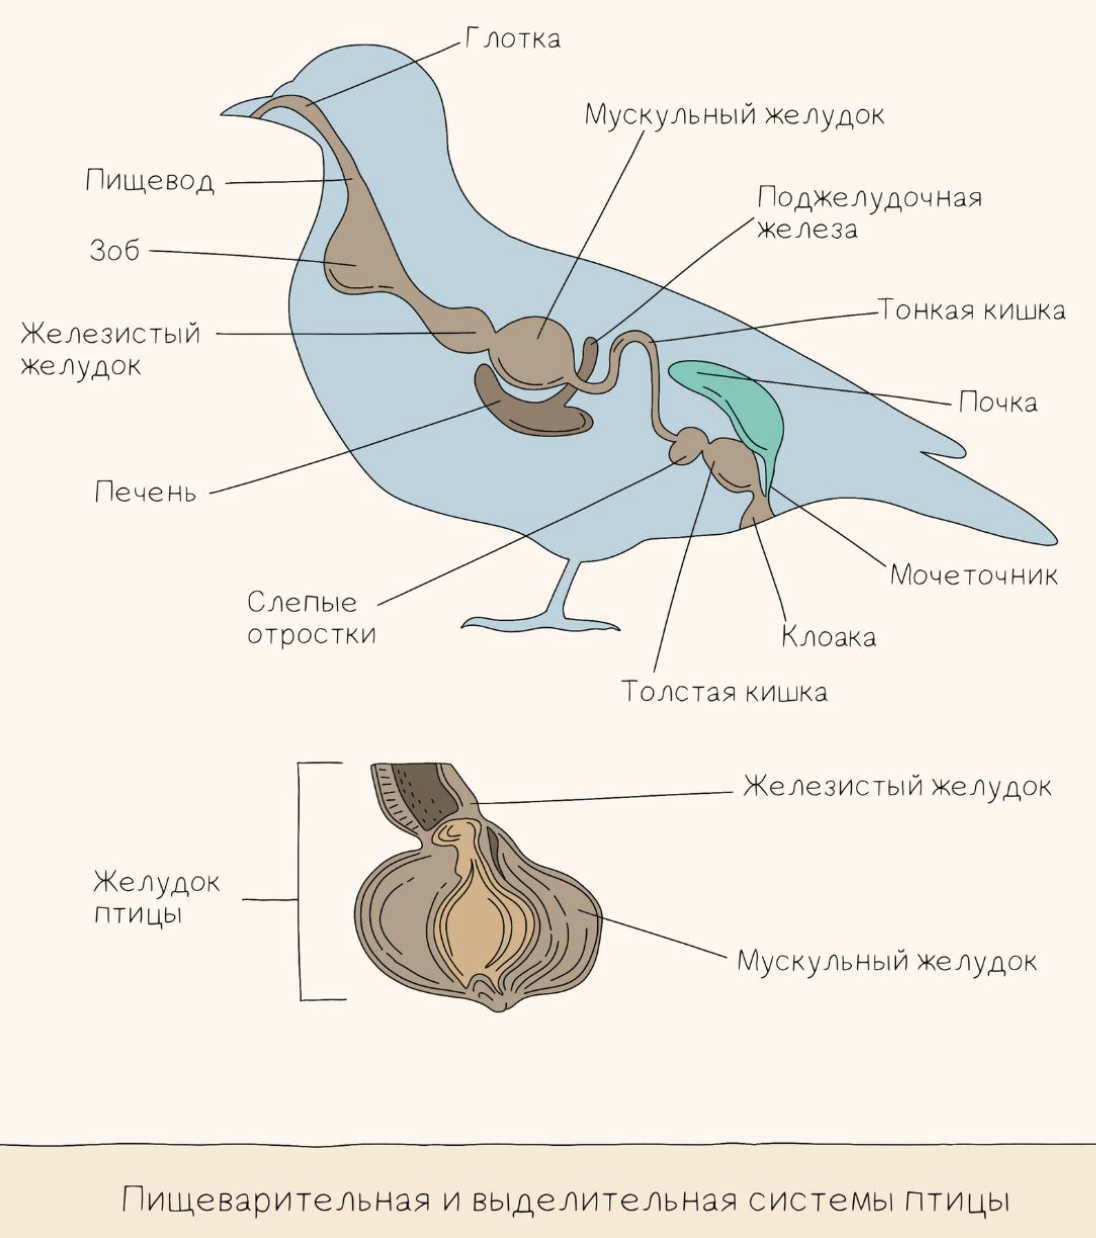 Глотка
Мускульный желудок
Пищевод
Поджелудочная
железа
Зоб
Тонкая кишка
Железистый
желудок
Почка
Печень
Мочеточник
Слепые
отростки
Клоака
Толстая кишка
Железистый желудок
Желудок
птицы
Мускульный желудок
Пищеварительная и выделительная системы птицы